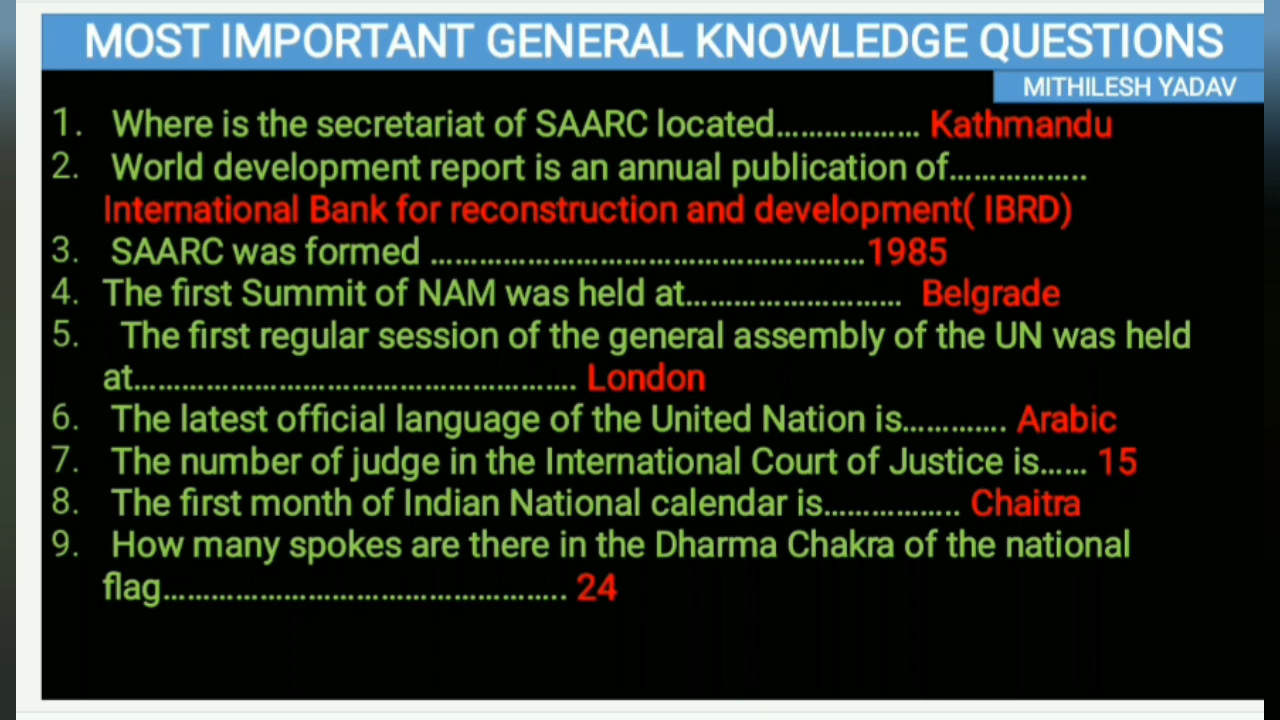 MOST IMPORTANT GENERAL KNOWLEDGE QUESTIONS
MITHILESH YADAV
1. Where is the secretariat of SAARC located.................. Kathmandu
2. World development report is an annual publication of.................
International Bank for reconstruction and development( IBRD)
3. SAARC was formed ......................................................1985
4. The first Summit of NAM was held at........................... Belgrade
5. The first regular session of the general assembly of the UN was held
at....................................................... London
6. The latest official language of the United Nation is............. Arabic
7. The number of judge in the International Court of Justice is...... 15
8. The first month of Indian National calendar is................. Chaitra
9. How many spokes are there in the Dharma Chakra of the national
flag.................................................. 24